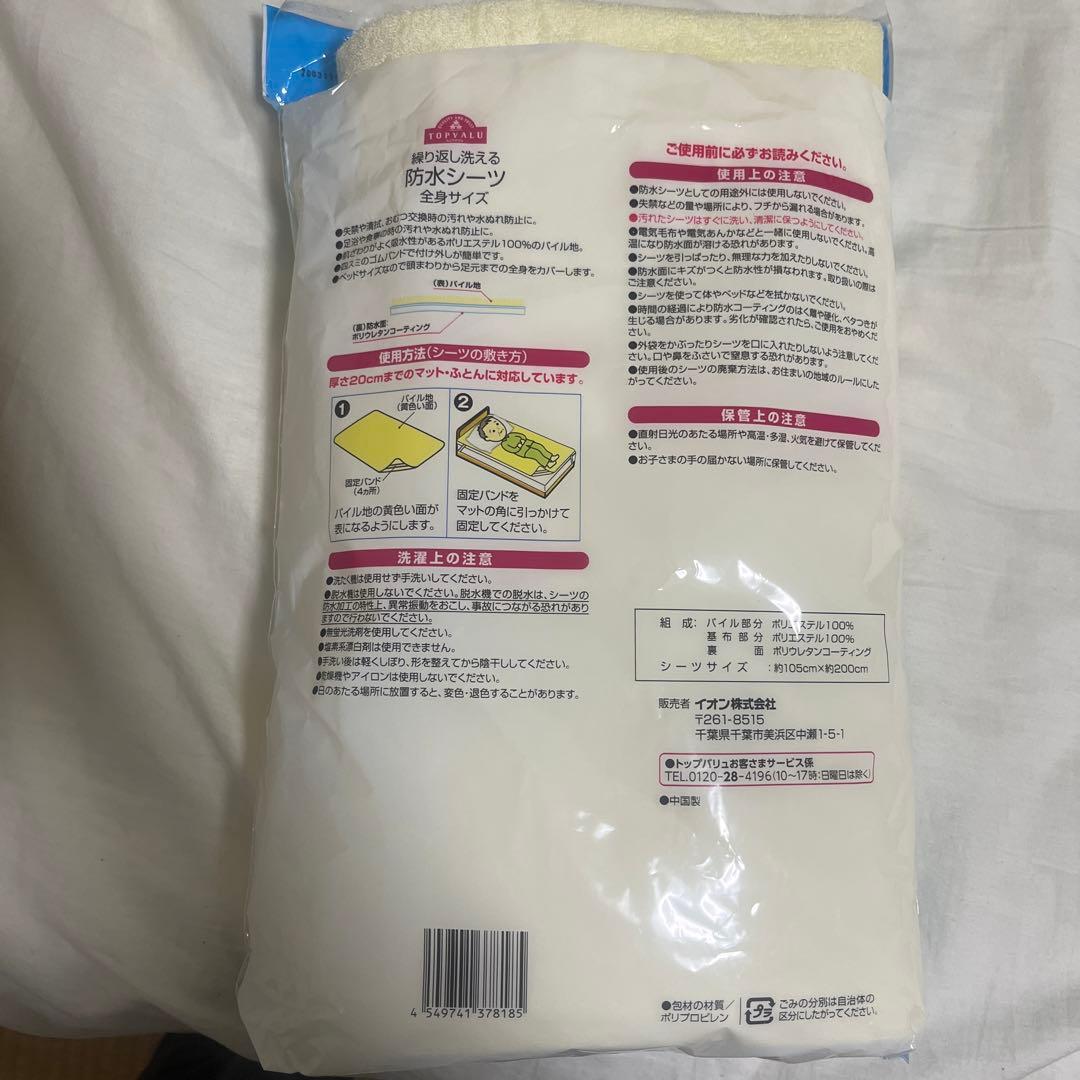 QUALITY AND TRUST
TOPVALU
繰り返し洗える
防水シーツ
全身サイズ
●失禁や清拭、おむつ交換時の汚れや水ぬれ防止に。
●足浴や食事の時の汚れや水ぬれ防止に。
●肌ざわりがよく吸水性があるポリエステル100%のパイル地。
●四スミのゴムバンドで付け外しが簡単です。
●ベッドサイズなので頭まわりから足元までの全身をカバーします。
(表)パイル地
(裏)防水面:
ポリウレタンコーティング
使用方法(シーツの敷き方)
厚さ20cmまでのマット・ふとんに対応しています。
1
パイル地
(黄色い面)
固定バンド
(4ヵ所)
パイル地の黄色い面が
表になるようにします。
2
固定バンドを
マットの角に引っかけて
固定してください。
洗濯上の注意
●洗たく機は使用せず手洗いしてください。
●脱水機は使用しないでください。脱水機での脱水は、シーツの
防水加工の特性上、異常振動をおこし、事故につながる恐れがあり
ますので行わないでください。
●無蛍光洗剤を使用してください。
●塩素系漂白剤は使用できません。
●手洗い後は軽くしぼり、形を整えてから陰干ししてください。
●乾燥機やアイロンは使用しないでください。
●日のあたる場所に放置すると、変色・退色することがあります。
ご使用前に必ずお読みください。
使用上の注意
●防水シーツとしての用途外には使用しないでください。
●失禁などの量や場所により、フチから漏れる場合があります。
●汚れたシーツはすぐに洗い、清潔に保つようにしてください。
●電気毛布や電気あんかなどと一緒に使用しないでください。高
温になり防水面が溶ける恐れがあります。
●シーツを引っぱったり、無理な力を加えたりしないでください。
●防水面にキズがつくと防水性が損なわれます。取り扱いの際は
ご注意ください。
●シーツを使って体やベッドなどを拭かないでください。
●時間の経過により防水コーティングのはく離や硬化、ベタつきが
生じる場合があります。劣化が確認されたら、ご使用をおやめくだ
さい。
●外袋をかぶったりシーツを口に入れたりしないよう注意してくだ
さい。口や鼻をふさいで窒息する恐れがあります。
●使用後のシーツの廃棄方法は、お住まいの地域のルールにした
がってください。
保管上の注意
●直射日光のあたる場所や高温・多湿、火気を避けて保管してくだ
さい。
●お子さまの手の届かない場所に保管してください。
組成: パイル部分 ポリエステル100%
基布部分 ポリエステル100%
裏面 ポリウレタンコーティング
シーツサイズ:約105cm×約200cm
販売者 イオン株式会社
〒261-8515
千葉県千葉市美浜区中瀬1-5-1
●トップバリュお客さまサービス係
TEL.0120-28-4196(10~17時:日曜日は除く)
●中国製
4 549741 378185
●包材の材質/
ポリプロピレン
プラ
ごみの分別は自治体の
区分にしたがってください。